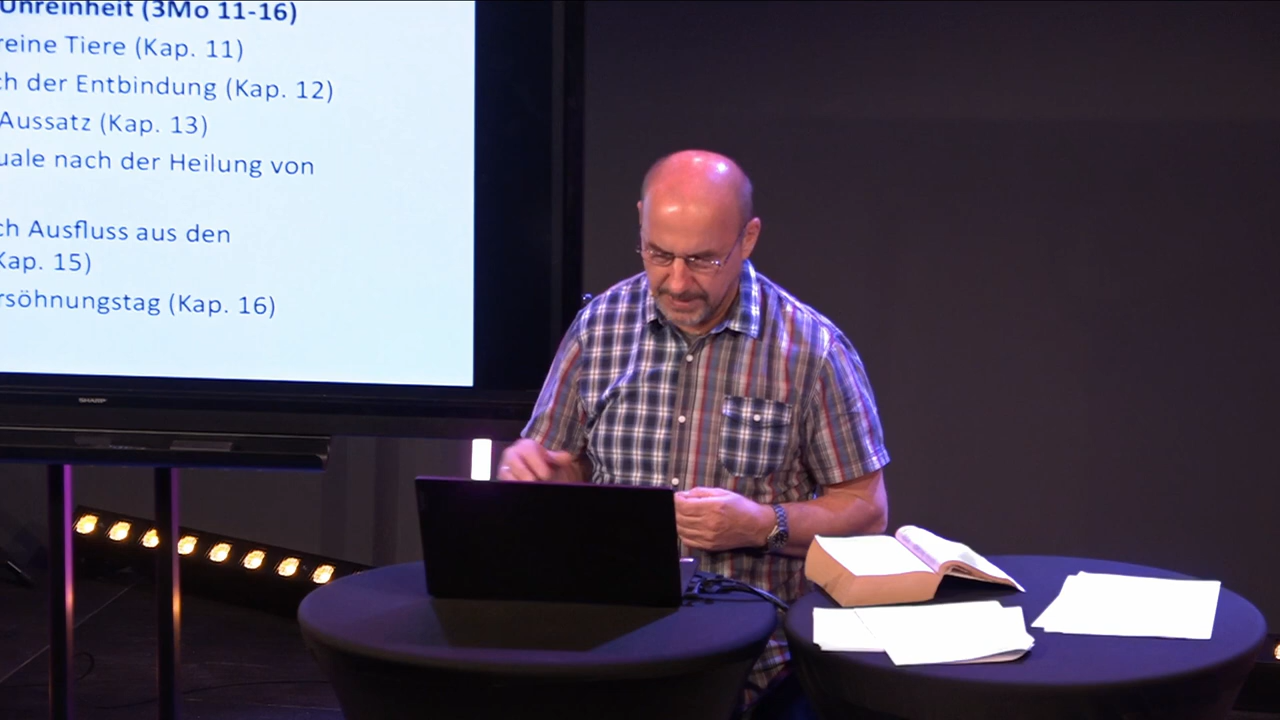 Unreinheit (3Mo 11-16)
reine Tiere (Kap. 11)
ch der Entbindung (Kap. 12)
Aussatz (Kap. 13)
uale nach der Heilung von
ch Ausfluss aus den
Kap. 15)
rsöhnungstag (Kap. 16)
SHARP